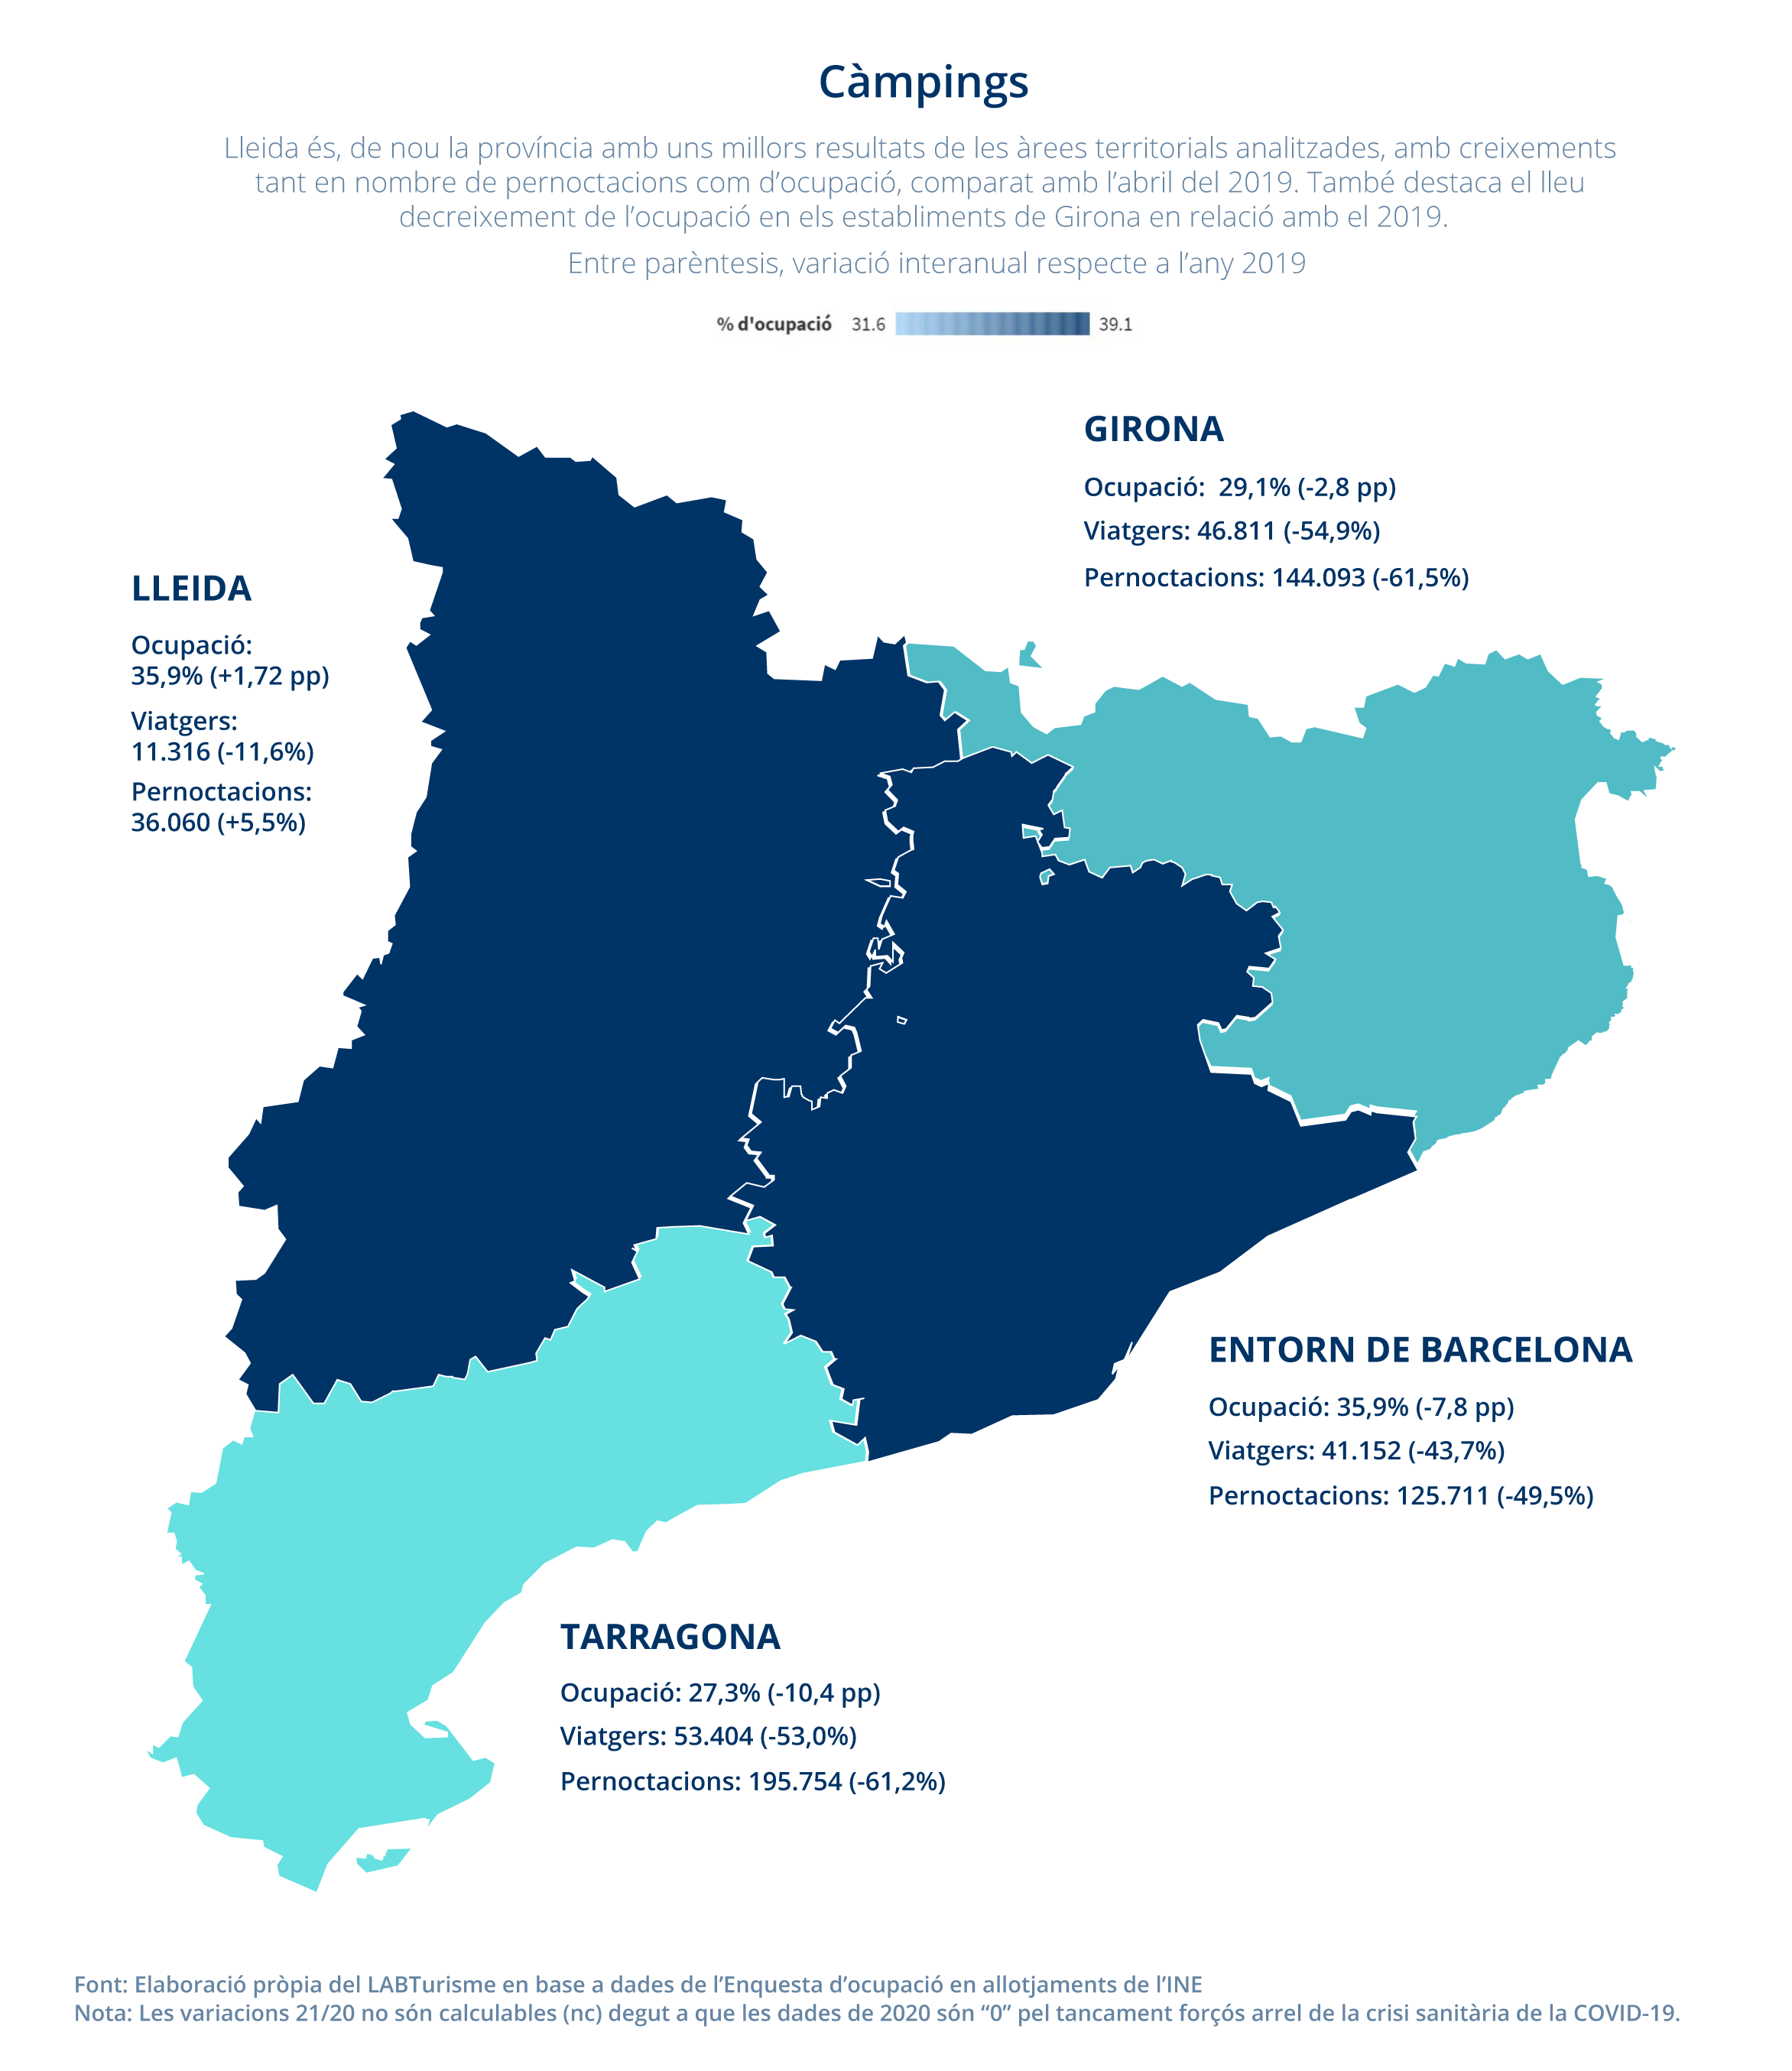 Càmpings
Lleida és, de nou la província amb uns millors resultats de les àrees territorials analitzades, amb creixements
tant en nombre de pernoctacions com d’ocupació, comparat amb l’abril del 2019. També destaca el lleu
decreixement de l’ocupació en els establiments de Girona en relació amb el 2019.
Entre parèntesis, variació interanual respecte a l’any 2019
% d'ocupació 31.6 39.1
GIRONA
Ocupació: 29,1% (-2,8 pp)
Viatgers: 46.811 (-54,9%)
Pernoctacions: 144.093 (-61,5%)
LLEIDA
Ocupació:
35,9% (+1,72 pp)
Viatgers:
11.316 (-11,6%)
Pernoctacions:
36.060 (+5,5%)
ENTORN DE BARCELONA
Ocupació: 35,9% (-7,8 pp)
Viatgers: 41.152 (-43,7%)
Pernoctacions: 125.711 (-49,5%)
TARRAGONA
Ocupació: 27,3% (-10,4 pp)
Viatgers: 53.404 (-53,0%)
Pernoctacions: 195.754 (-61,2%)
Font: Elaboració pròpia del LABTurisme en base a dades de l’Enquesta d’ocupació en allotjaments de l’INE
Nota: Les variacions 21/20 no són calculables (nc) degut a que les dades de 2020 són “0” pel tancament forçós arrel de la crisi sanitària de la COVID-19.